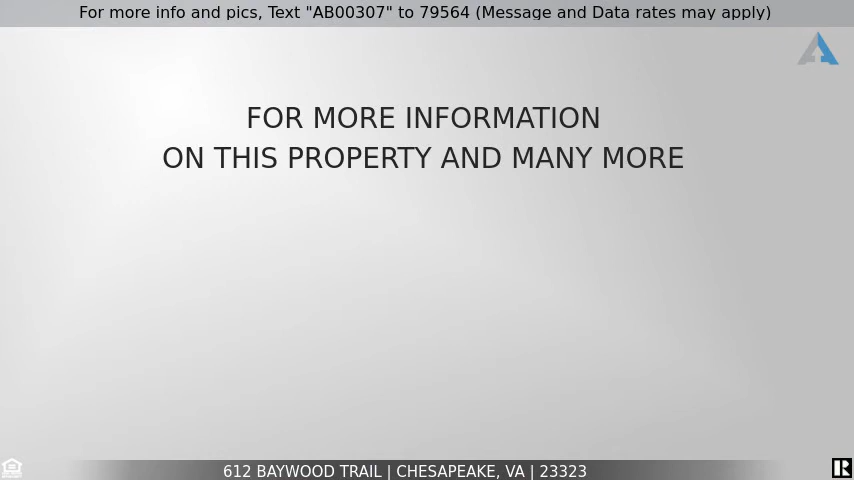 For more info and pics, Text "AB00307" to 79564 (Message and Data rates may apply)
FOR MORE INFORMATION
ON THIS PROPERTY AND MANY MORE
612 BAYWOOD TRAIL | CHESAPEAKE, VA | 23323